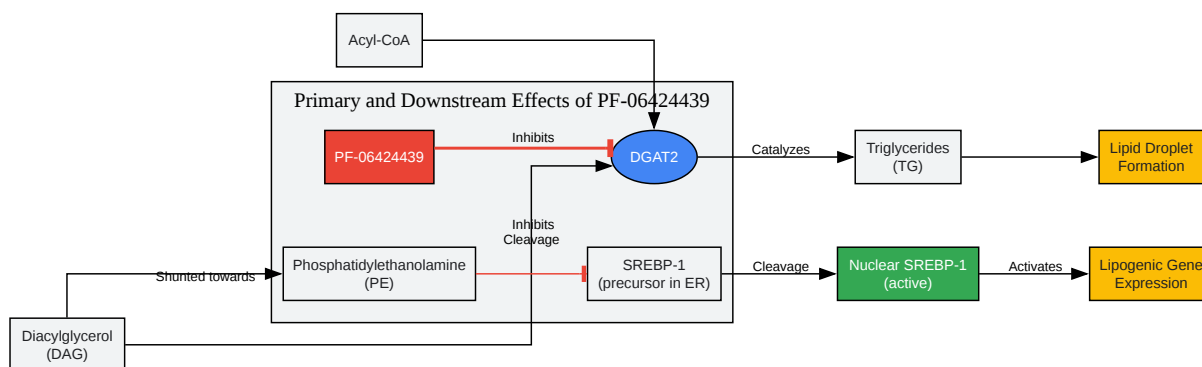 Acyl-CoA
Primary and Downstream Effects of PF-06424439
PF-06424439
Inhibits
DGAT2
Catalyzes
Triglycerides
(TG)
Lipid Droplet
Formation
Inhibits
Cleavage
Shunted towards
Phosphatidylethanolamine
(PE)
SREBP-1
(precursor in ER)
Cleavage
Nuclear SREBP-1
(active)
Activates
Lipogenic Gene
Expression
Diacylglycerol
(DAG)